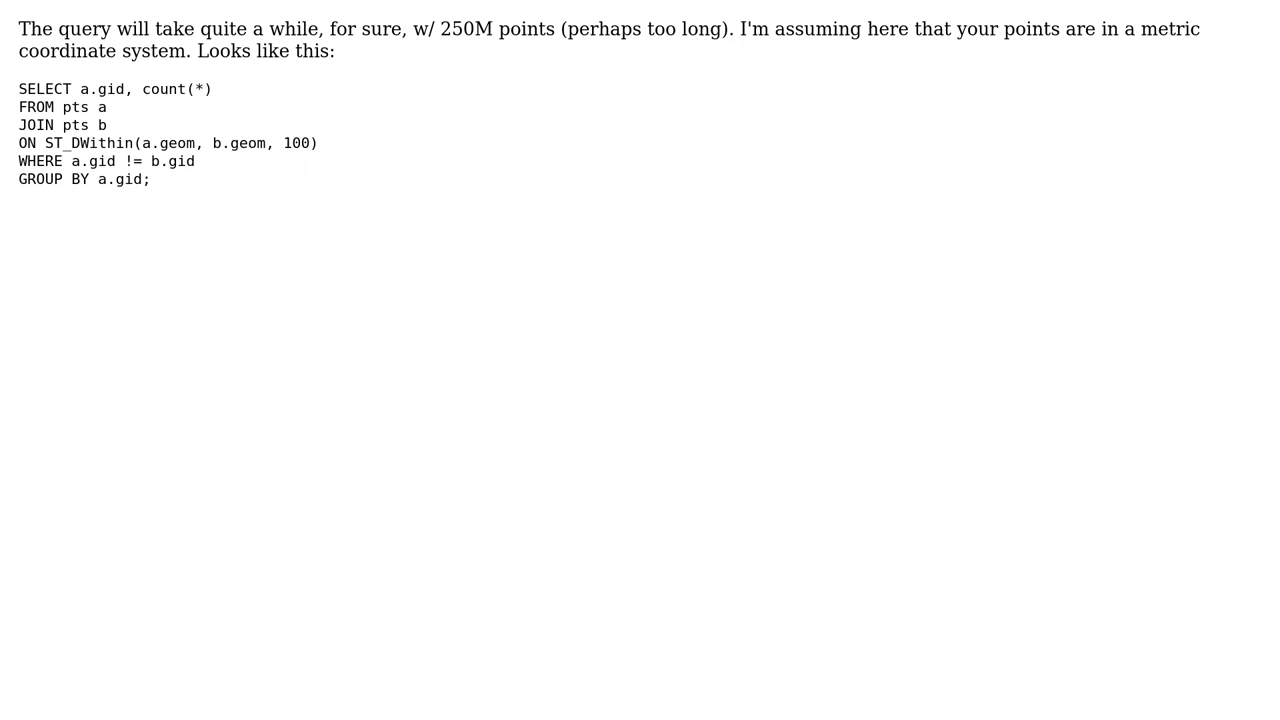 The query will take quite a while, for sure, w/ 250M points (perhaps too long). I'm assuming here that your points are in a metric
coordinate system. Looks like this:
SELECT a.gid, count(*)
FROM pts a
JOIN pts b
ON ST_DWithin(a.geom, b.geom, 100)
WHERE a.gid != b.gid
GROUP BY a.gid;